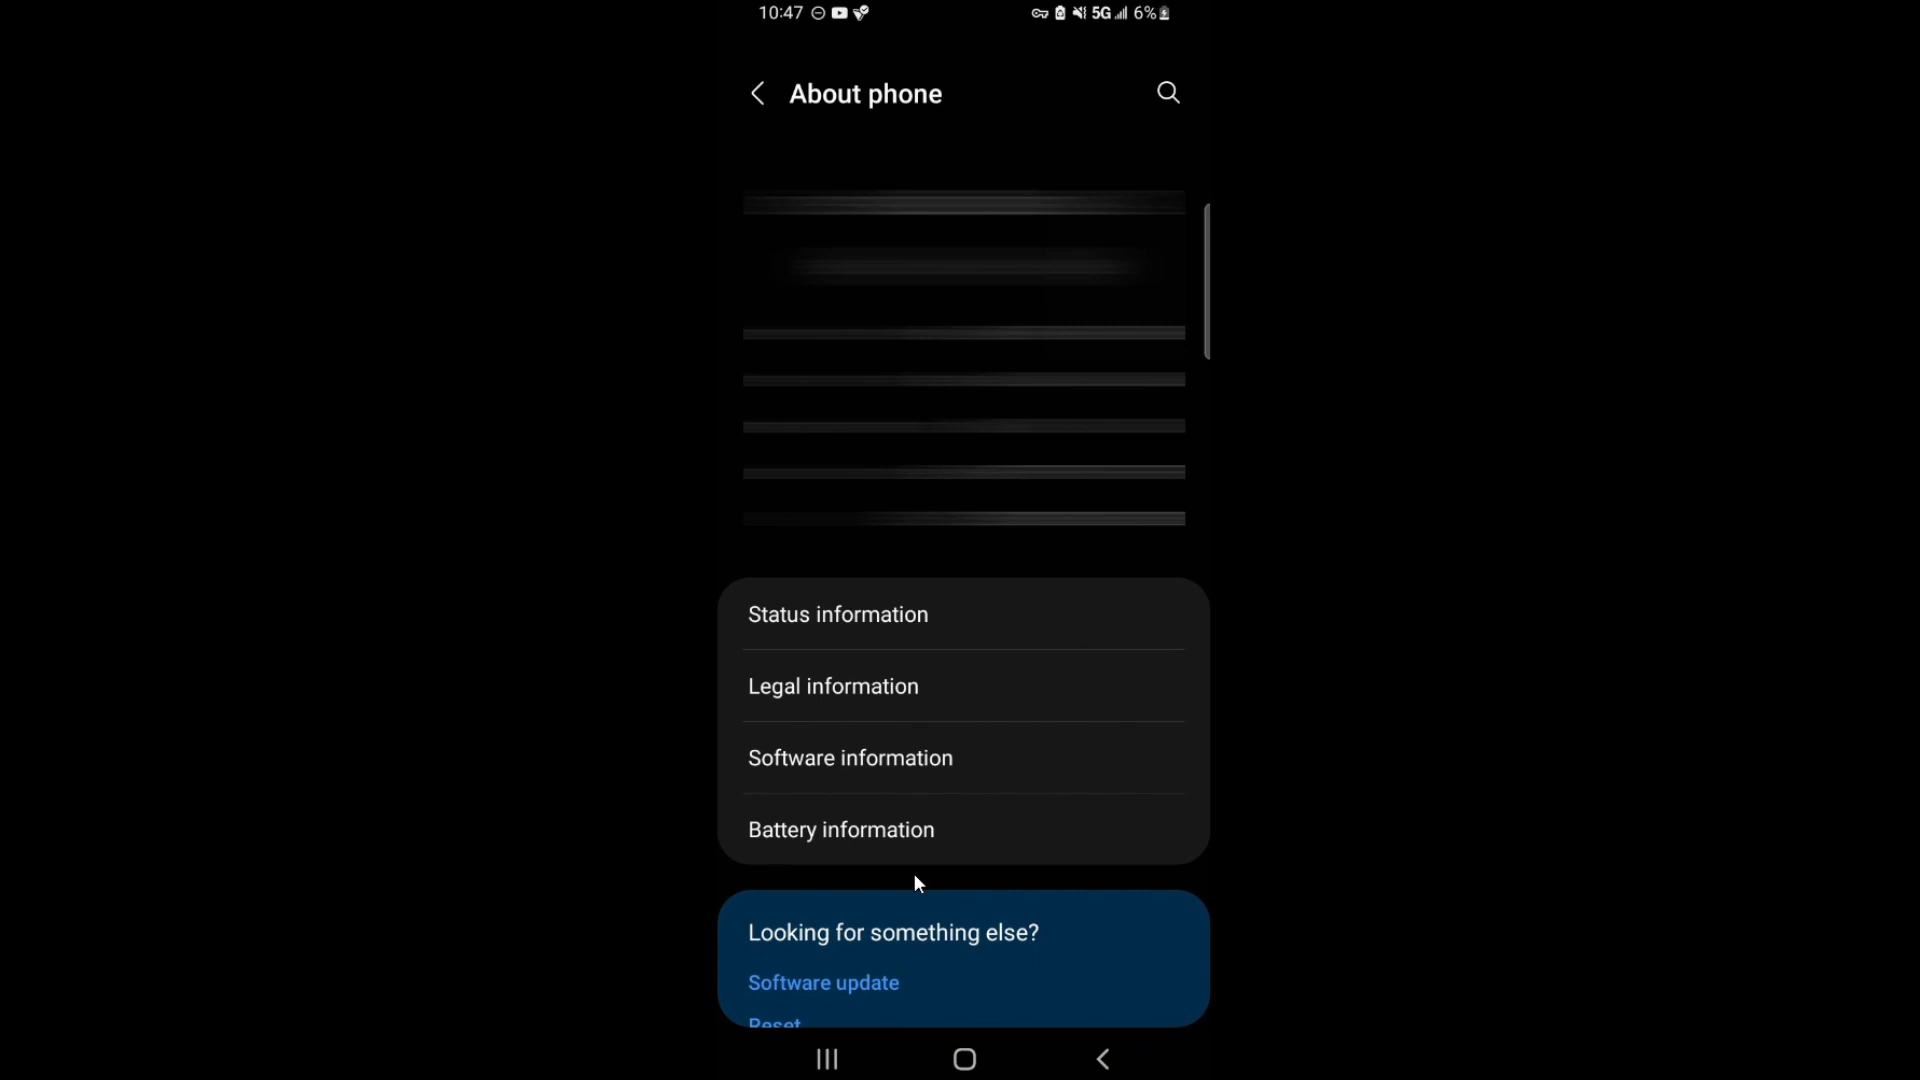 10:47 5G 6%
About phone
Status information
Legal information
Software information
Battery information
Looking for something else?
Software update
Reset